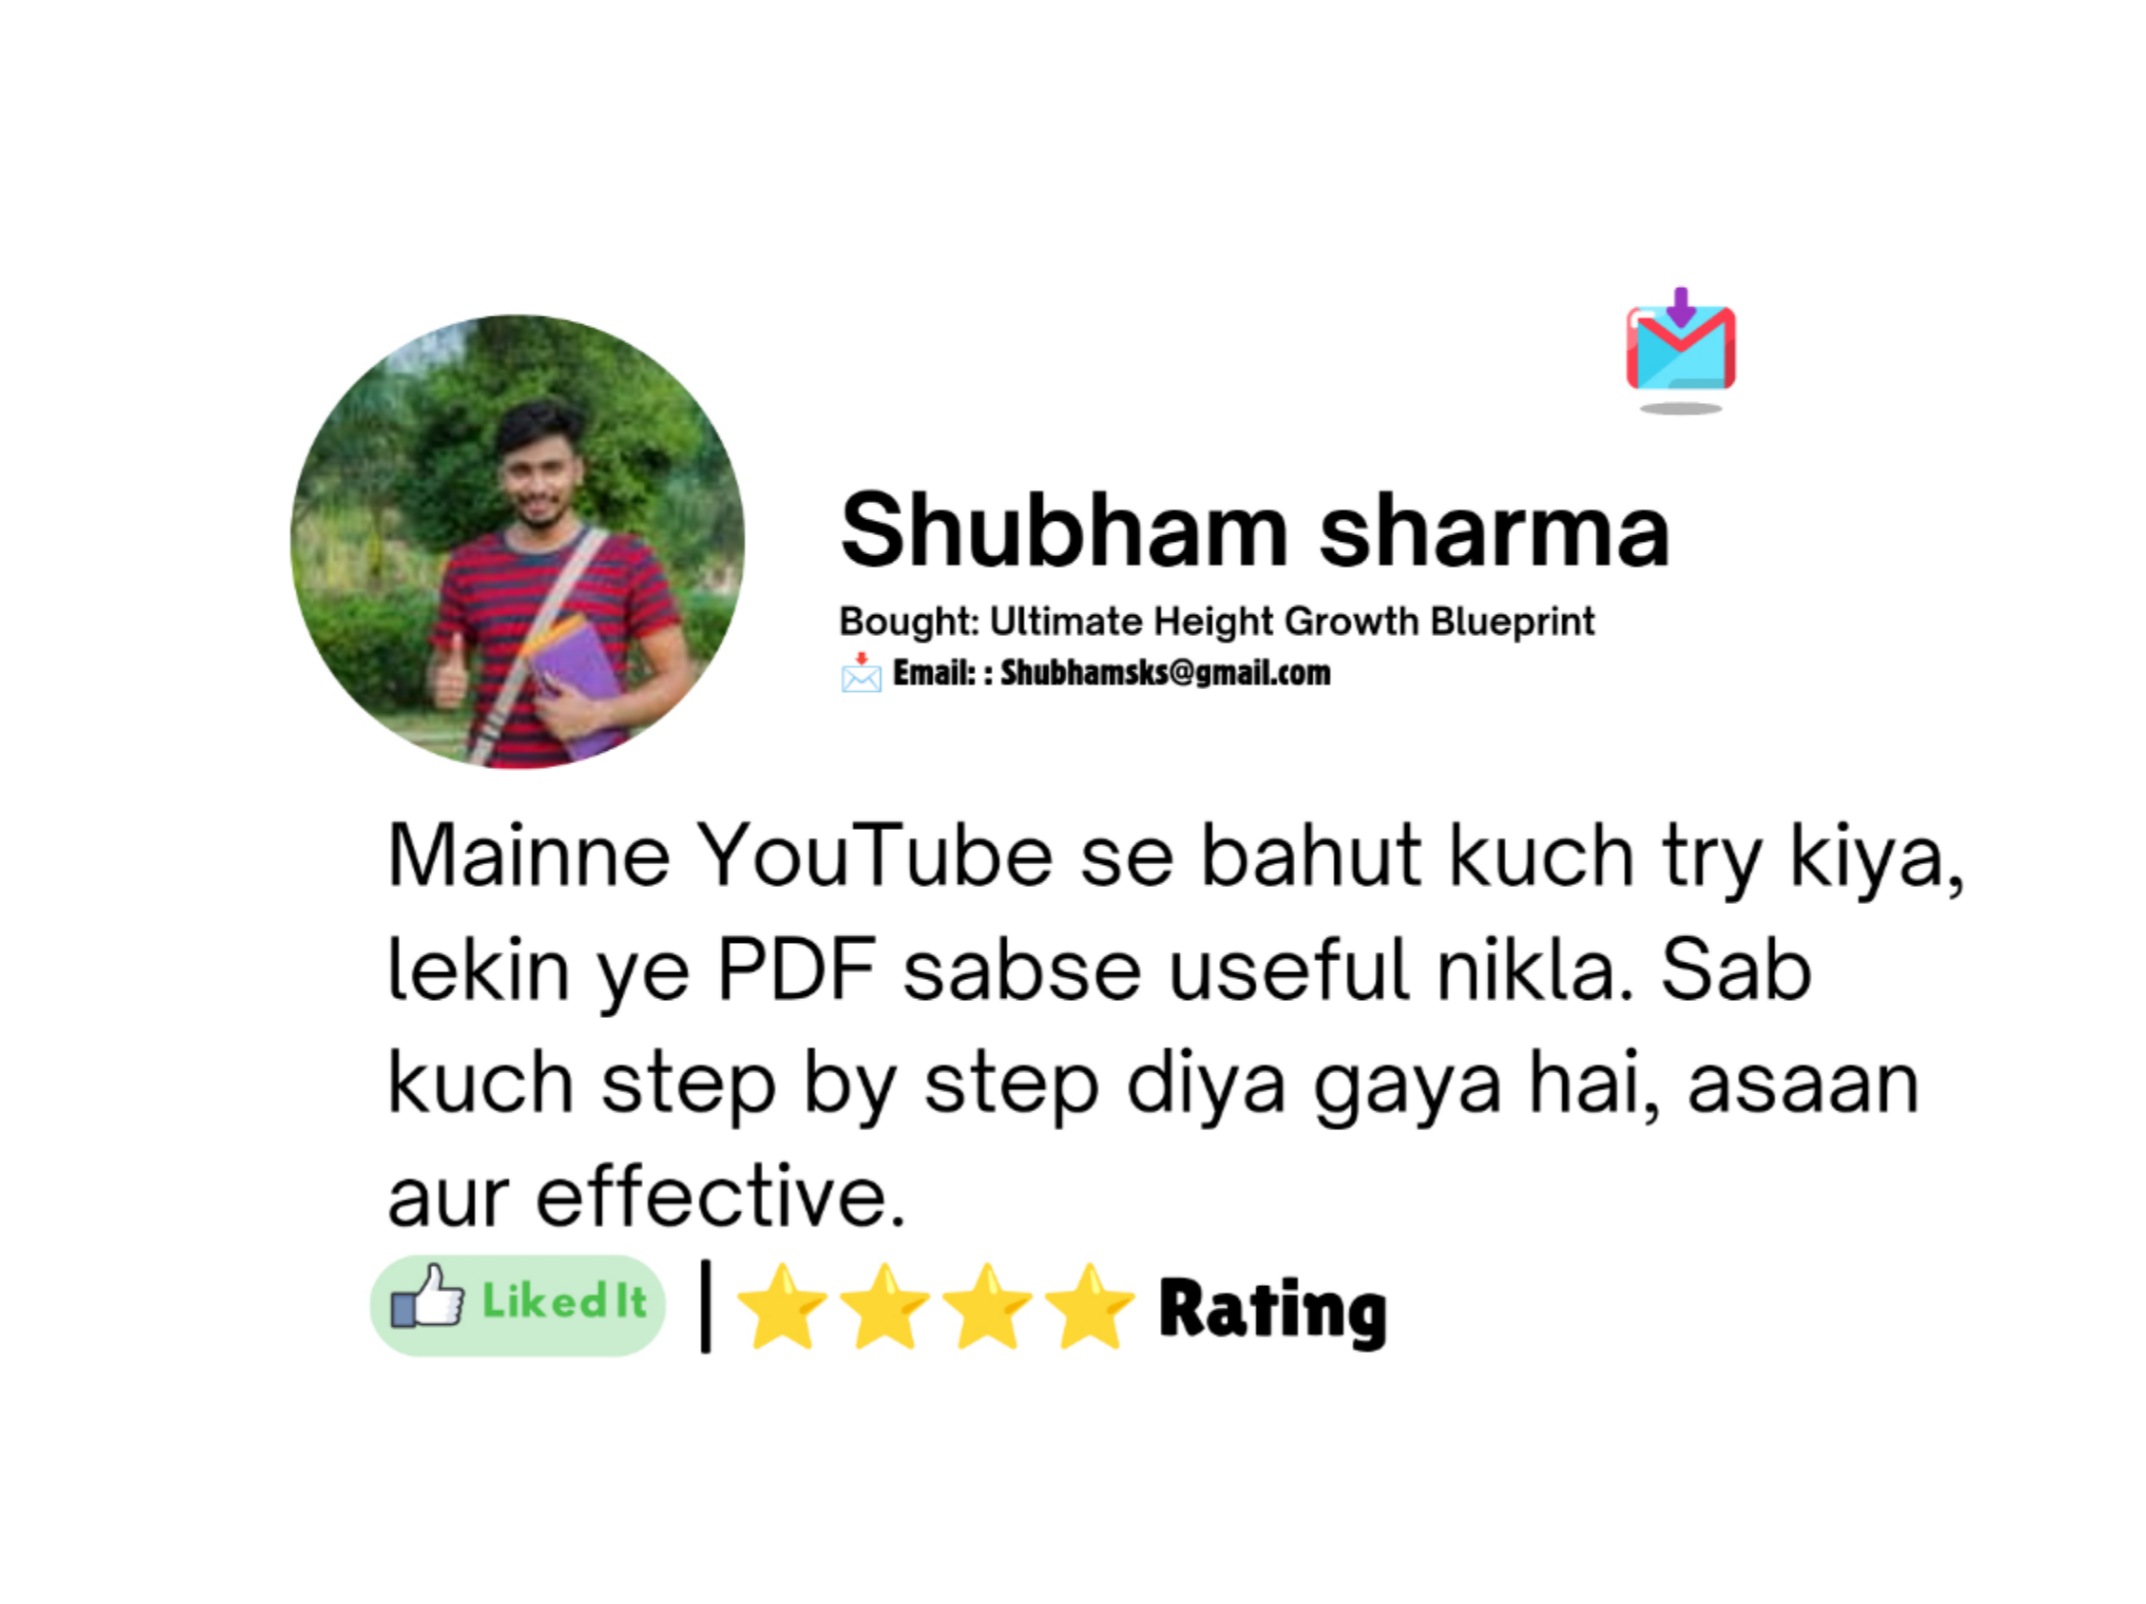 Shubham sharma
Bought: Ultimate Height Growth Blueprint
Email: : Shubhamsks@gmail.com
Mainne YouTube se bahut kuch try kiya,
lekin ye PDF sabse useful nikla. Sab
kuch step by step diya gaya hai, asaan
aur effective.
Liked It | ⭐⭐⭐⭐ Rating